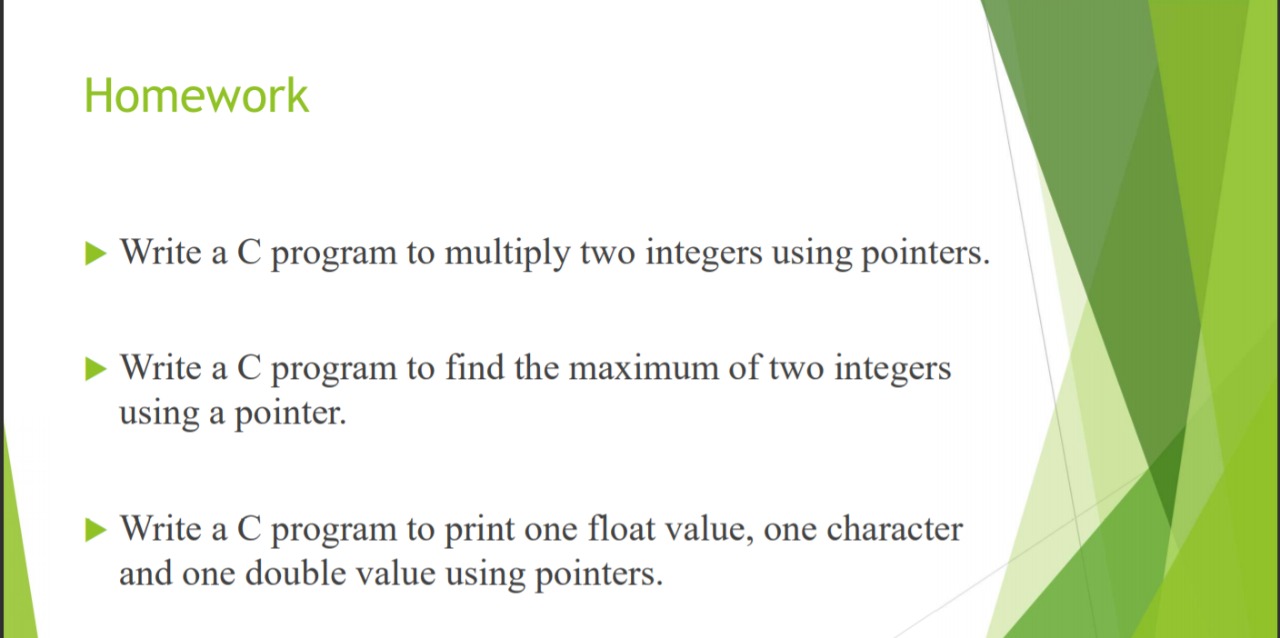 Homework
Write a C program to multiply two integers using pointers.
Write a C program to find the maximum of two integers
using a pointer.
Write a C program to print one float value, one character
and one double value using pointers.